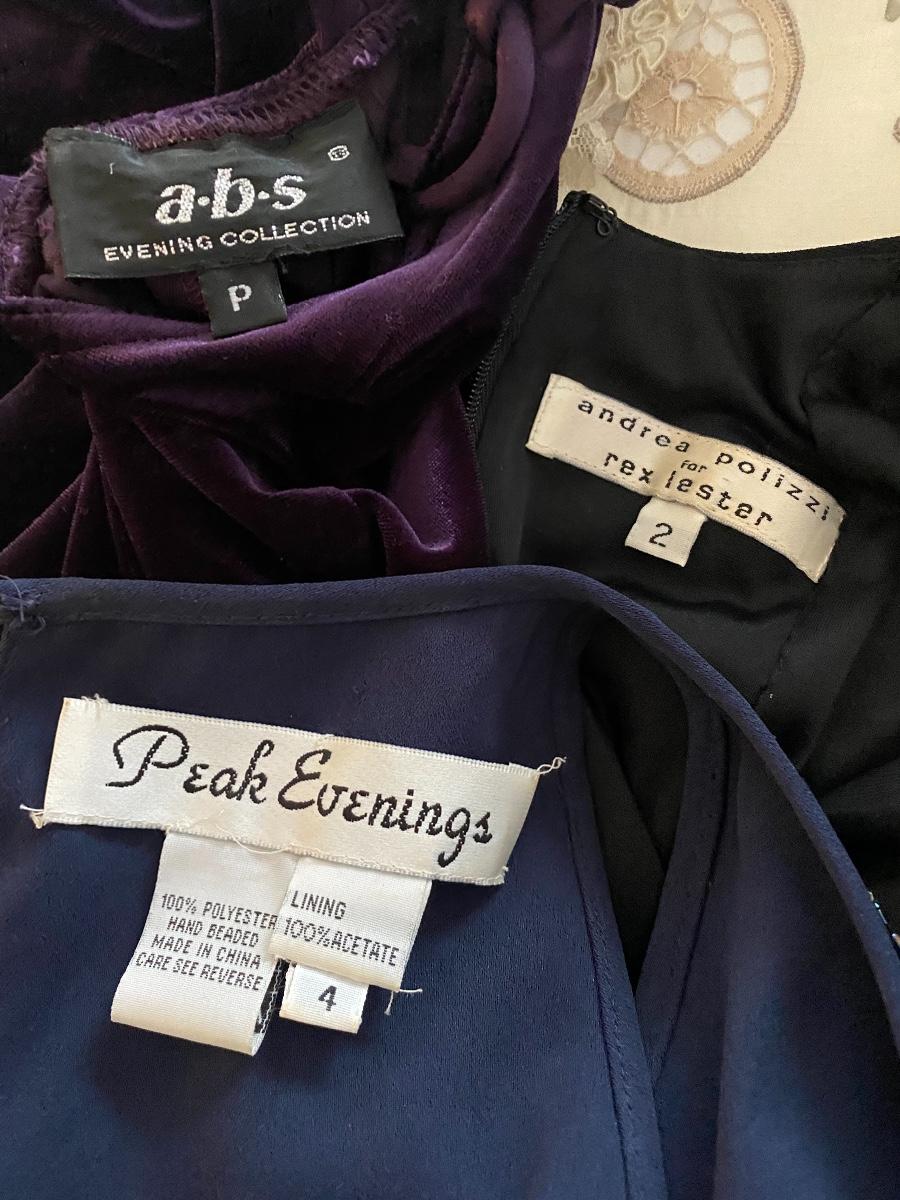 a·b·s
EVENING COLLECTION
P
andrea polizzi
for
rex lester
2
Peak Evenings
100% POLYESTER
HAND BEADED
MADE IN CHINA
CARE SEE REVERSE
LINING
100% ACETATE
4